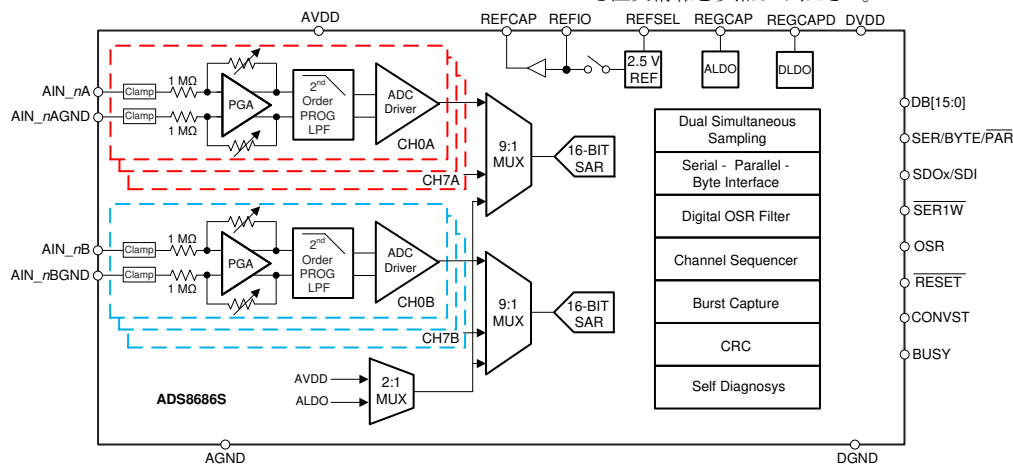 AVDD
REFCAP REFIO REFSEL REGCAP REGCAPD DVDD
2.5 V
REF
ALDO
DLDO
AIN_nA
AIN_nAGND
Clamp
Clamp
1 MΩ
1 MΩ
PGA
2nd
Order
PROG
LPF
ADC
Driver
CH0A
CH7A
9:1
MUX
16-BIT
SAR
AIN_nB
AIN_nBGND
Clamp
Clamp
1 MΩ
1 MΩ
PGA
2nd
Order
PROG
LPF
ADC
Driver
CH0B
CH7B
9:1
MUX
16-BIT
SAR
AVDD
ALDO
2:1
MUX
ADS8686S
Dual Simultaneous
Sampling
Serial - Parallel -
Byte Interface
Digital OSR Filter
Channel Sequencer
Burst Capture
CRC
Self Diagnosys
DB[15:0]
SER/BYTE/PAR
SDOx/SDI
SER1W
OSR
RESET
CONVST
BUSY
AGND
DGND